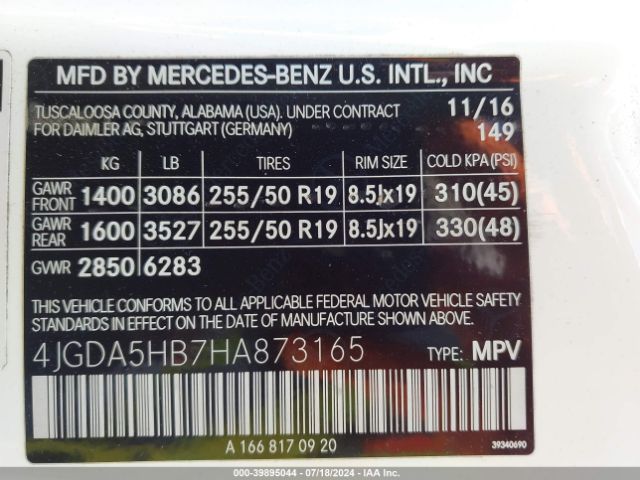 MFD BY MERCEDES-BENZ U.S. INTL., INC
TUSCALOOSA COUNTY, ALABAMA (USA). UNDER CONTRACT 11/16
FOR DAIMLER AG, STUTTGART (GERMANY) 149
KG LB TIRES RIM SIZE COLD KPA (PSI)
GAWR FRONT 1400 3086 255/50 R19 8.5Jx19 310(45)
GAWR REAR 1600 3527 255/50 R19 8.5Jx19 330(48)
GVWR 2850 6283
THIS VEHICLE CONFORMS TO ALL APPLICABLE FEDERAL MOTOR VEHICLE SAFETY
STANDARDS IN EFFECT ON THE DATE OF MANUFACTURE SHOWN ABOVE.
4JGDA5HB7HA873165 TYPE: MPV
A 166 817 09 20
39340690
000-39895044 - 07/18/2024 - IAA Inc.